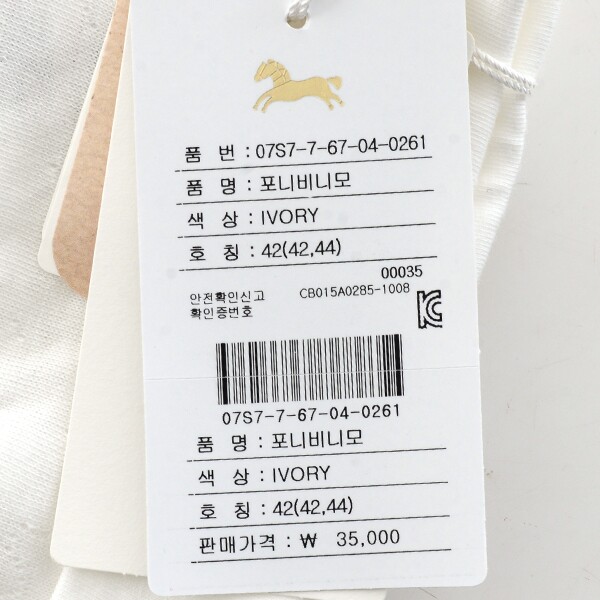 품 번 : 07S7-7-67-04-0261
품 명 : 포니비니모
색 상 : IVORY
호 칭 : 42(42,44)
00035
안전확인신고 CB015A0285-1008
확인증번호
07S7-7-67-04-0261
품 명 : 포니비니모
색 상 : IVORY
호 칭 : 42(42,44)
판매가격 : ₩ 35,000